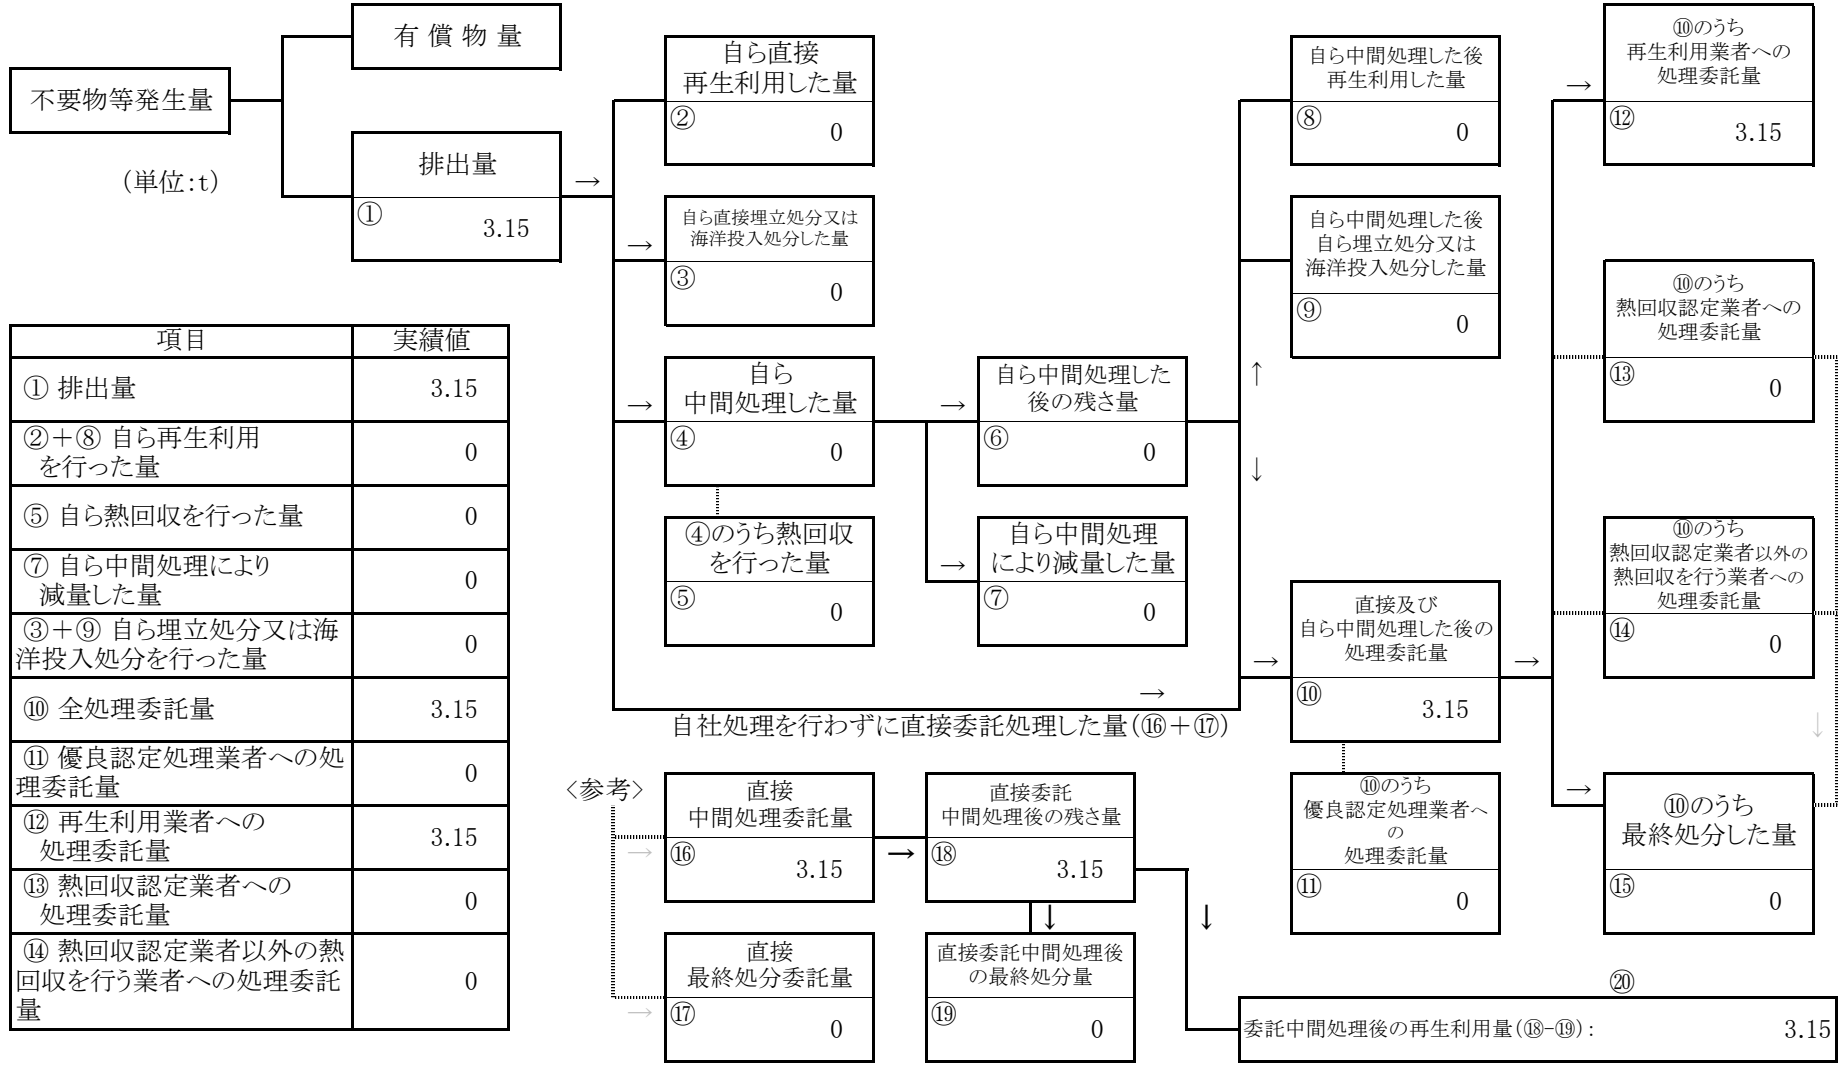 不要物等発生量
(単位:t)
有償物量
排出量
①
3.15
→
自ら直接
再生利用した量
②
0
→
自ら直接埋立処分又は
海洋投入処分した量
③
0
→
自ら
中間処理した量
④
0
④のうち熱回収
を行った量
⑤
0
→
自ら中間処理した
後の残さ量
⑥
0
→
自ら中間処理
により減量した量
⑦
0
↑
↓
自ら中間処理した後
再生利用した量
⑧
0
自ら中間処理した後
自ら埋立処分又は
海洋投入処分した量
⑨
0
→
自社処理を行わずに直接委託処理した量(⑯+⑰)
→
直接及び
自ら中間処理した後の
処理委託量
⑩
3.15
⑩のうち
優良認定処理業者へ
の
処理委託量
⑪
0
→
→
⑩のうち
再生利用業者への
処理委託量
⑫
3.15
⑩のうち
熱回収認定業者への
処理委託量
⑬
0
⑩のうち
熱回収認定業者以外の
熱回収を行う業者への
処理委託量
⑭
0
↓
→
⑩のうち
最終処分した量
⑮
0
項目 実績値
① 排出量 3.15
②+⑧ 自ら再生利用
を行った量 0
⑤ 自ら熱回収を行った量 0
⑦ 自ら中間処理により
減量した量 0
③+⑨ 自ら埋立処分又は海
洋投入処分を行った量 0
⑩ 全処理委託量 3.15
⑪ 優良認定処理業者への処
理委託量 0
⑫ 再生利用業者への
処理委託量 3.15
⑬ 熱回収認定業者への
処理委託量 0
⑭ 熱回収認定業者以外の熱
回収を行う業者への処理委託
量 0
<参考>
→
直接
中間処理委託量
⑯
3.15
→
直接委託
中間処理後の残さ量
⑱
3.15
↓
↓
→
直接
最終処分委託量
⑰
0
直接委託中間処理後
の最終処分量
⑲
0
⑳
委託中間処理後の再生利用量(⑱-⑲): 3.15